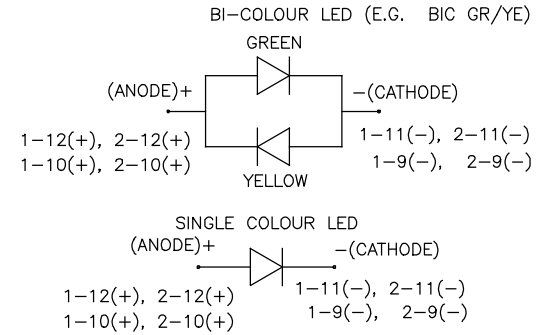 BI-COLOUR LED (E.G. BIC GR/YE)
GREEN
(ANODE)+
-(CATHODE)
1-12(+), 2-12(+)
1-10(+), 2-10(+)
1-11(-), 2-11(-)
1-9(-), 2-9(-)
YELLOW
SINGLE COLOUR LED
(ANODE)+
-(CATHODE)
1-12(+), 2-12(+)
1-10(+), 2-10(+)
1-11(-), 2-11(-)
1-9(-), 2-9(-)